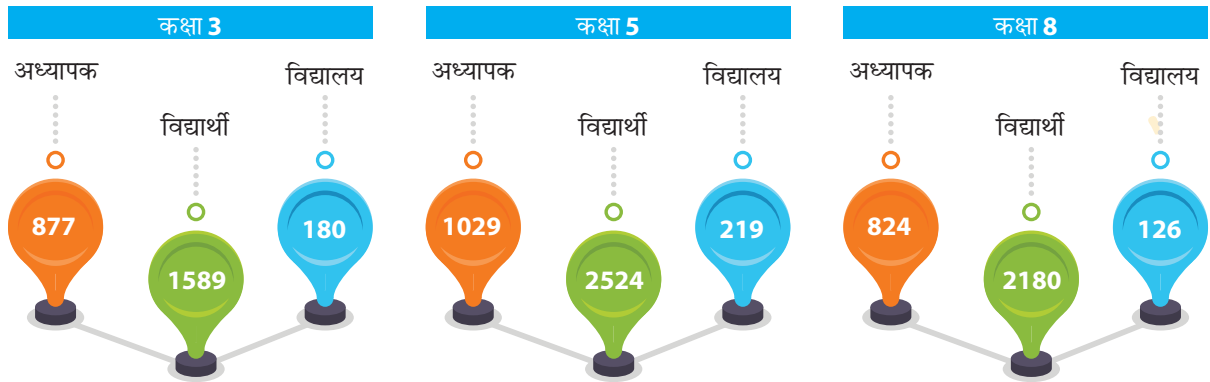 कक्षा 3
अध्यापक
विद्यार्थी
विद्यालय
877
1589
180
कक्षा 5
अध्यापक
विद्यार्थी
विद्यालय
1029
2524
219
कक्षा 8
अध्यापक
विद्यार्थी
विद्यालय
824
2180
126